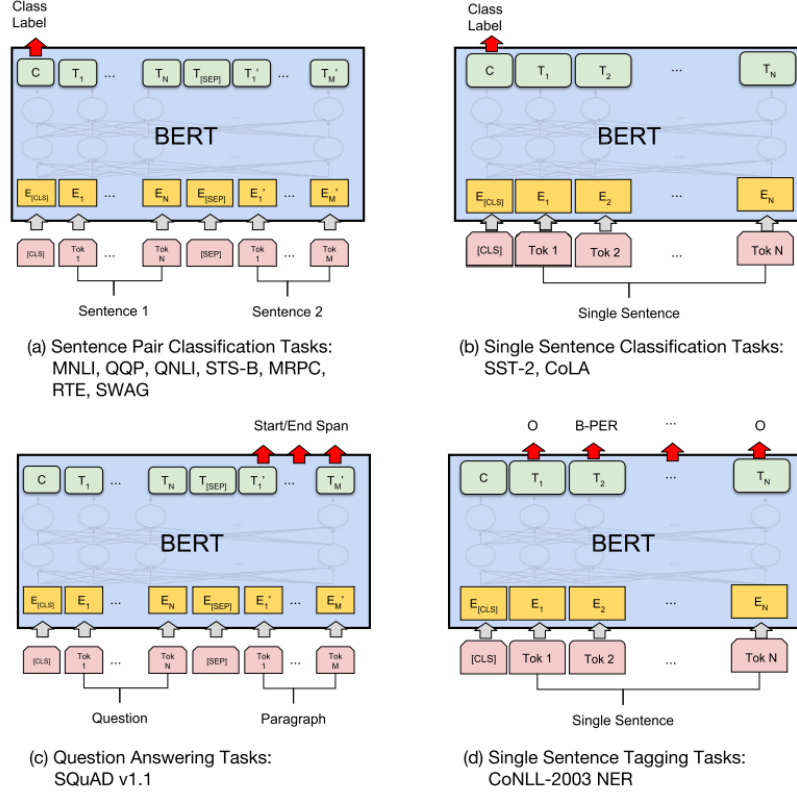 Class
Label
C T1 ... TN T[SEP] T1' ... TM'
BERT
E[CLS] E1 ... EN E[SEP] E1' ... EM'
[CLS] Tok 1 ... Tok N [SEP] Tok 1 ... Tok M
Sentence 1 Sentence 2
(a) Sentence Pair Classification Tasks:
MNLI, QQP, QNLI, STS-B, MRPC,
RTE, SWAG
Class
Label
C T1 T2 ... TN
...
BERT
E[CLS] E1 E2 ... EN
[CLS] Tok 1 Tok 2 ... Tok N
Single Sentence
(b) Single Sentence Classification Tasks:
SST-2, CoLA
Start/End Span
C T1 ... TN T[SEP] T1' ... TM'
BERT
E[CLS] E1 ... EN E[SEP] E1' ... EM'
[CLS] Tok 1 ... Tok N [SEP] Tok 1 ... Tok M
Question Paragraph
(c) Question Answering Tasks:
SQuAD v1.1
O B-PER ... O
C T1 T2 ... TN
...
BERT
E[CLS] E1 E2 ... EN
[CLS] Tok 1 Tok 2 ... Tok N
Single Sentence
(d) Single Sentence Tagging Tasks:
CoNLL-2003 NER